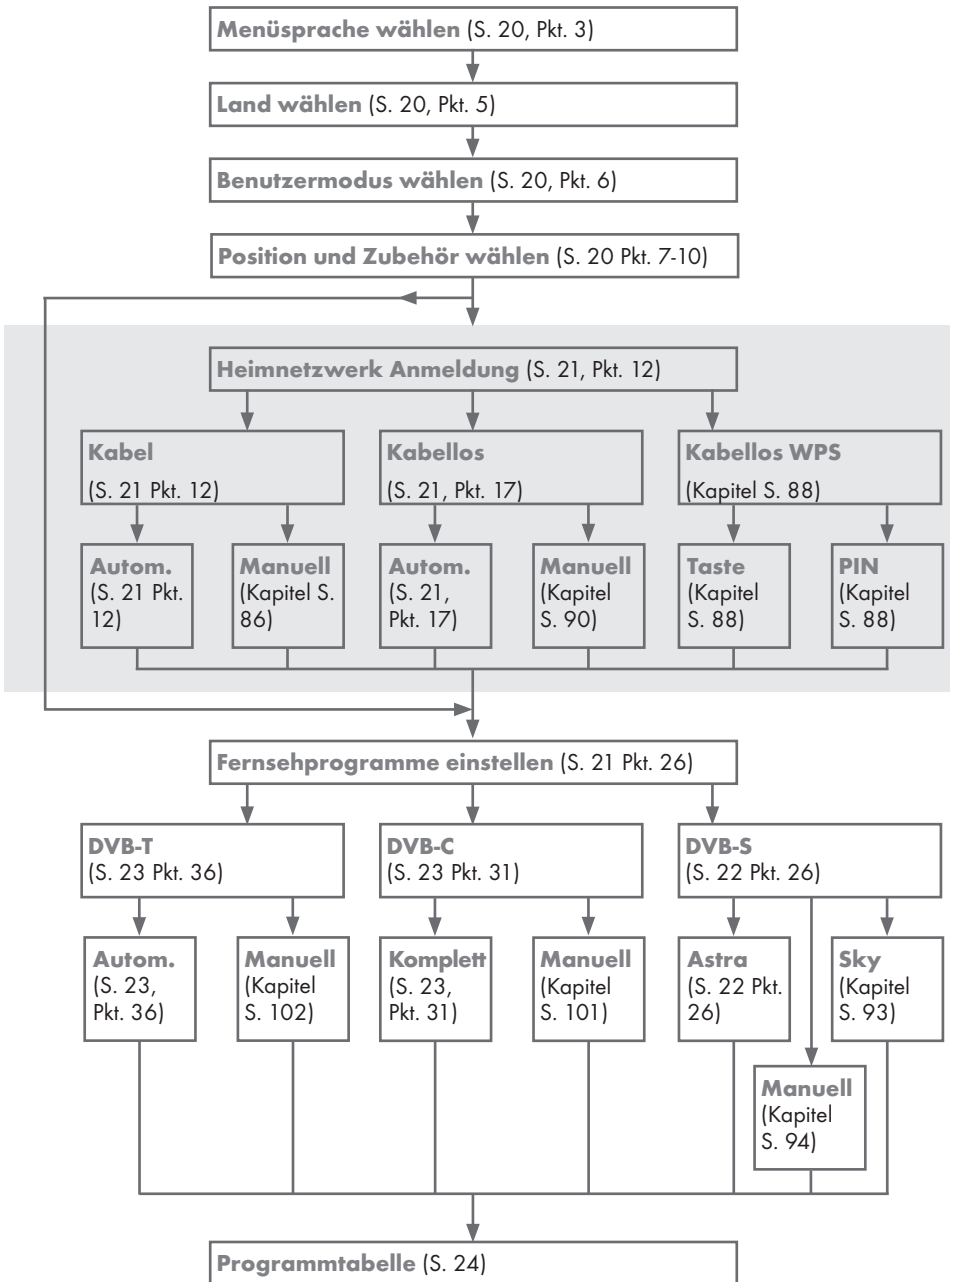 Menüsprache wählen (S. 20, Pkt. 3)
Land wählen (S. 20, Pkt. 5)
Benutzermodus wählen (S. 20, Pkt. 6)
Position und Zubehör wählen (S. 20 Pkt. 7-10)
Heimnetzwerk Anmeldung (S. 21, Pkt. 12)
Kabel
(S. 21 Pkt. 12)
Kabellos
(S. 21, Pkt. 17)
Kabellos WPS
(Kapitel S. 88)
Autom.
(S. 21 Pkt.
12)
Manuell
(Kapitel S.
86)
Autom.
(S. 21,
Pkt. 17)
Manuell
(Kapitel
S. 90)
Taste
(Kapitel
S. 88)
PIN
(Kapitel
S. 88)
Fernsehprogramme einstellen (S. 21 Pkt. 26)
DVB-T
(S. 23 Pkt. 36)
DVB-C
(S. 23 Pkt. 31)
DVB-S
(S. 22 Pkt. 26)
Autom.
(S. 23,
Pkt. 36)
Manuell
(Kapitel
S. 102)
Komplett
(S. 23,
Pkt. 31)
Manuell
(Kapitel
S. 101)
Astra
(S. 22 Pkt.
26)
Sky
(Kapitel
S. 93)
Manuell
(Kapitel
S. 94)
Programmtabelle (S. 24)